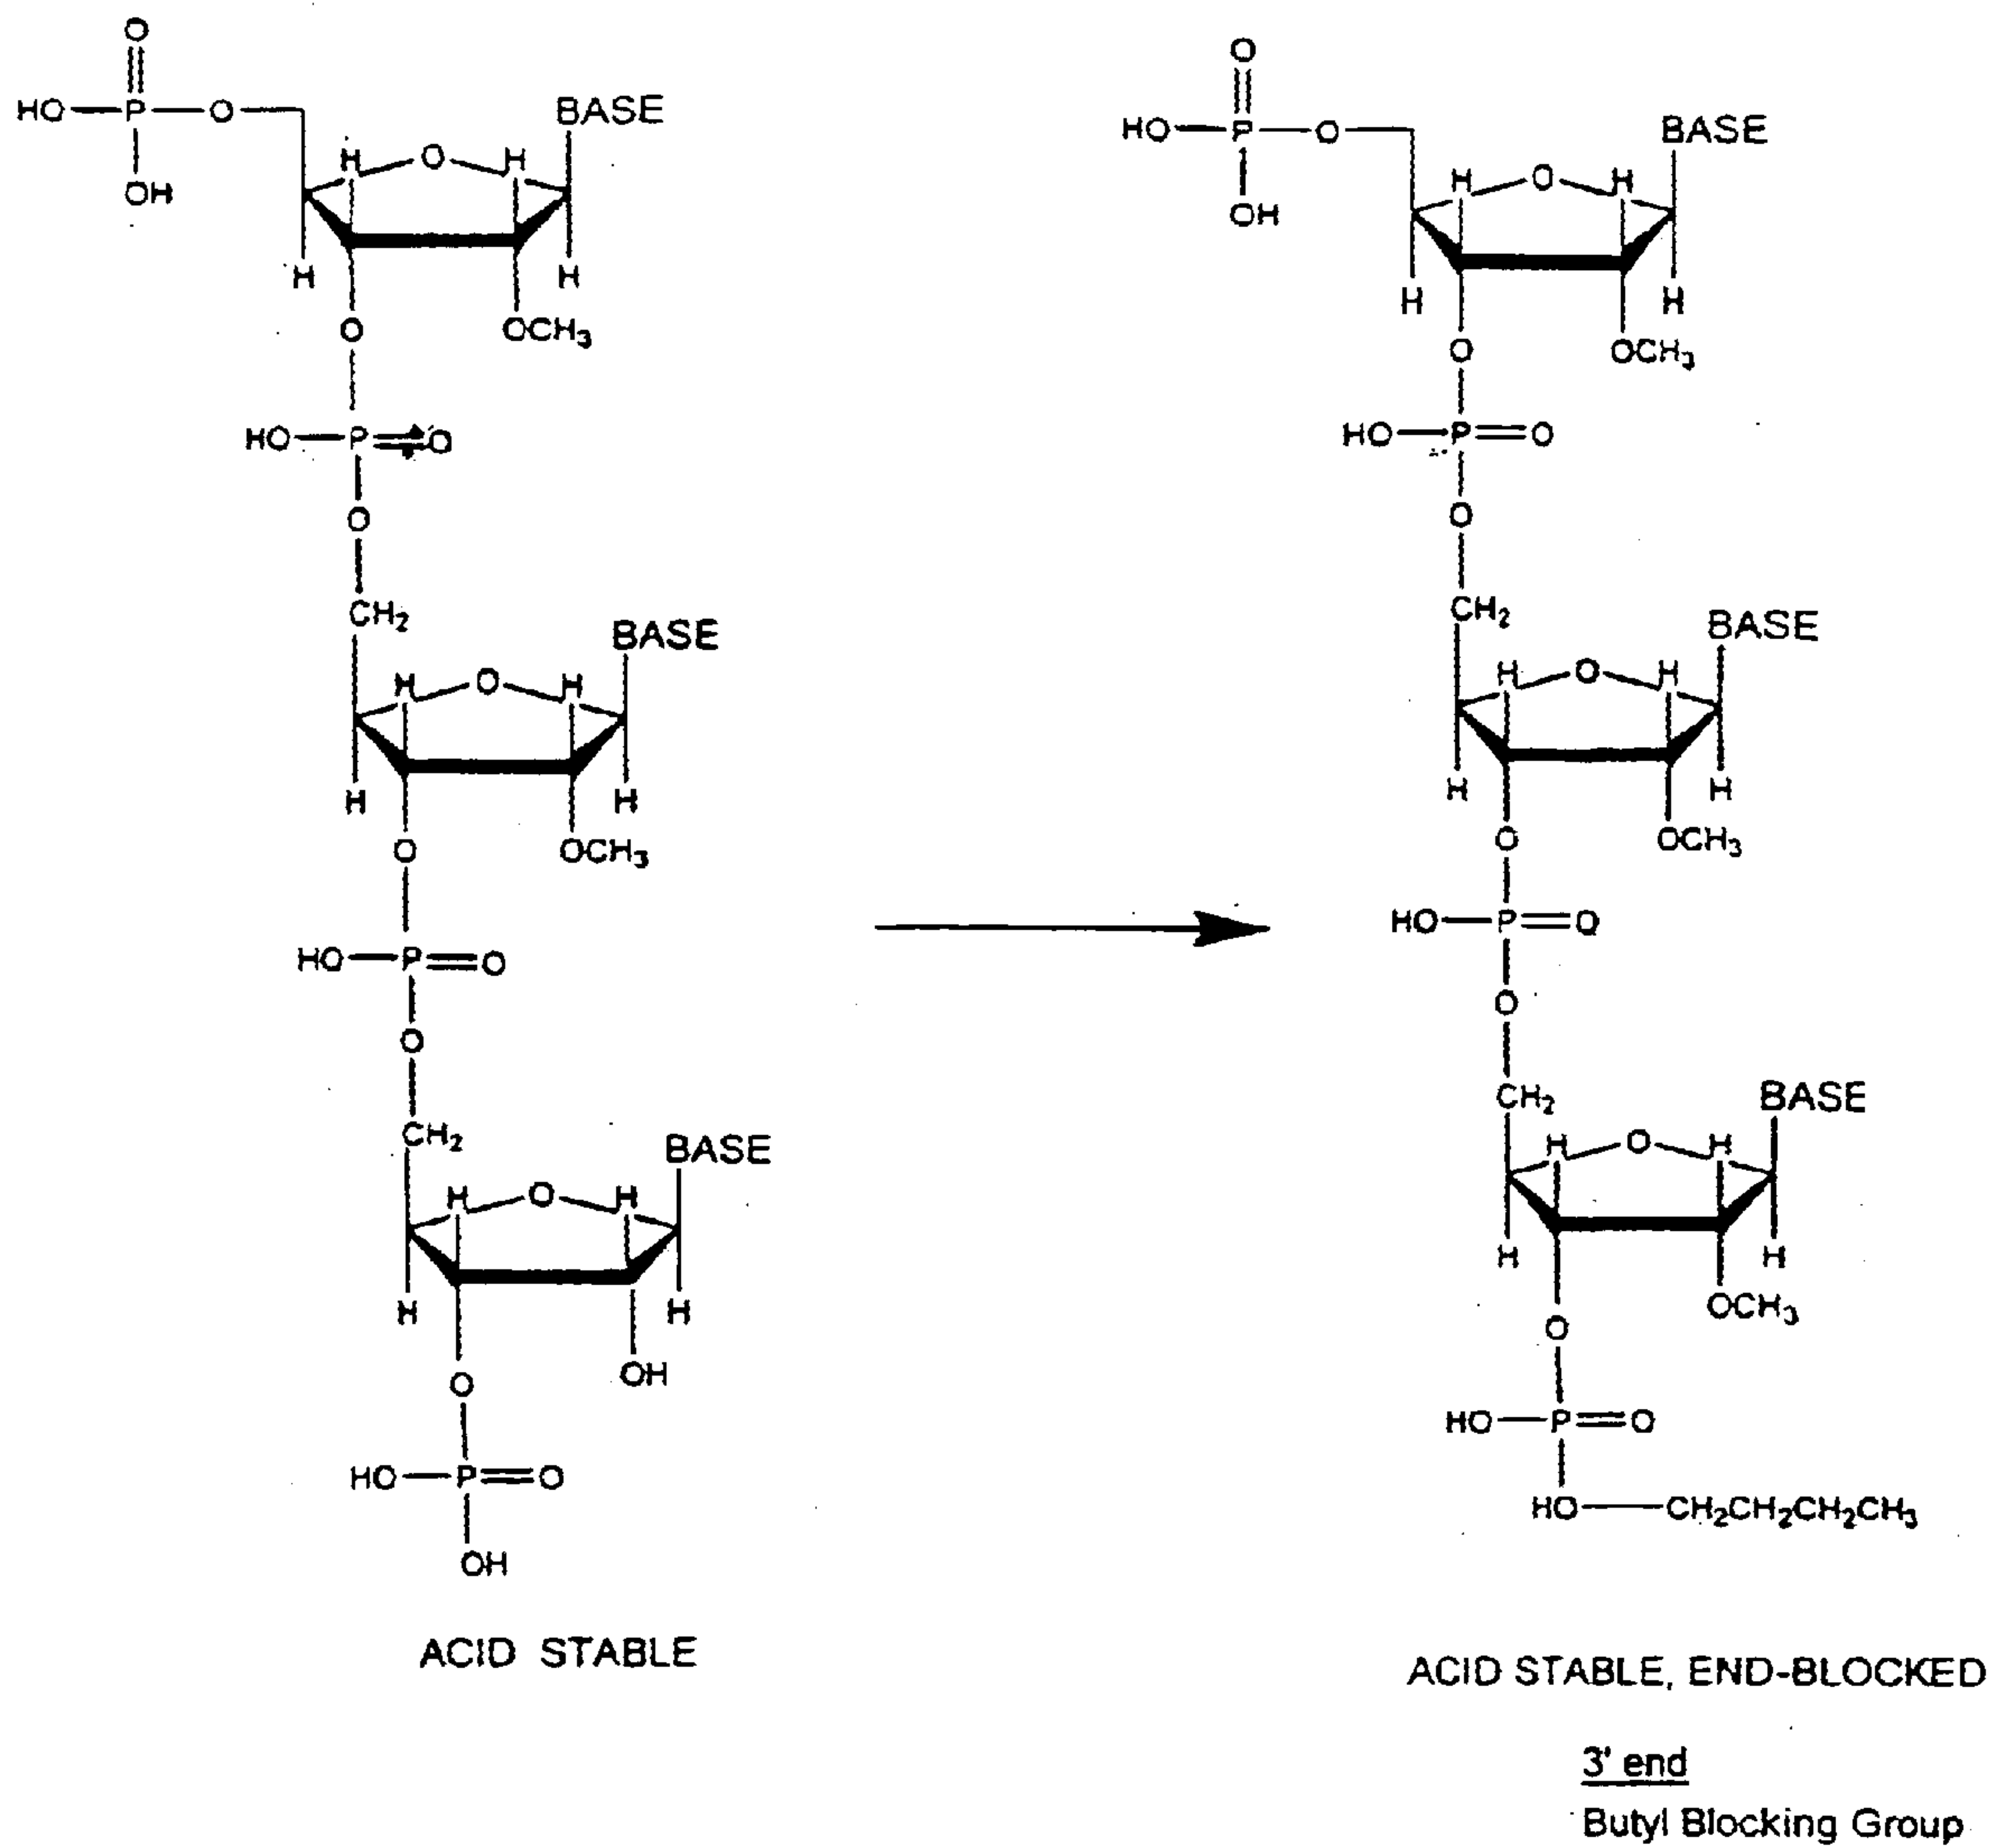 O
HO P O BASE
H O H
OH
H H
O OCH₃
HO P O
O
CH₂
BASE
H O H
H H
O OCH₃
HO P O
O
CH₂
BASE
H O H
H H
OH
O
HO P O
OH
ACID STABLE
O
HO P O BASE
H O H
OH
H H
O OCH₃
HO P O
O
CH₂
BASE
H O H
H H
O OCH₃
HO P O
O
CH₂ BASE
H O H
H H
OCH₃
O
HO P O
HO CH₂CH₂CH₂CH₃
ACID STABLE, END-BLOCKED
3' end
Butyl Blocking Group